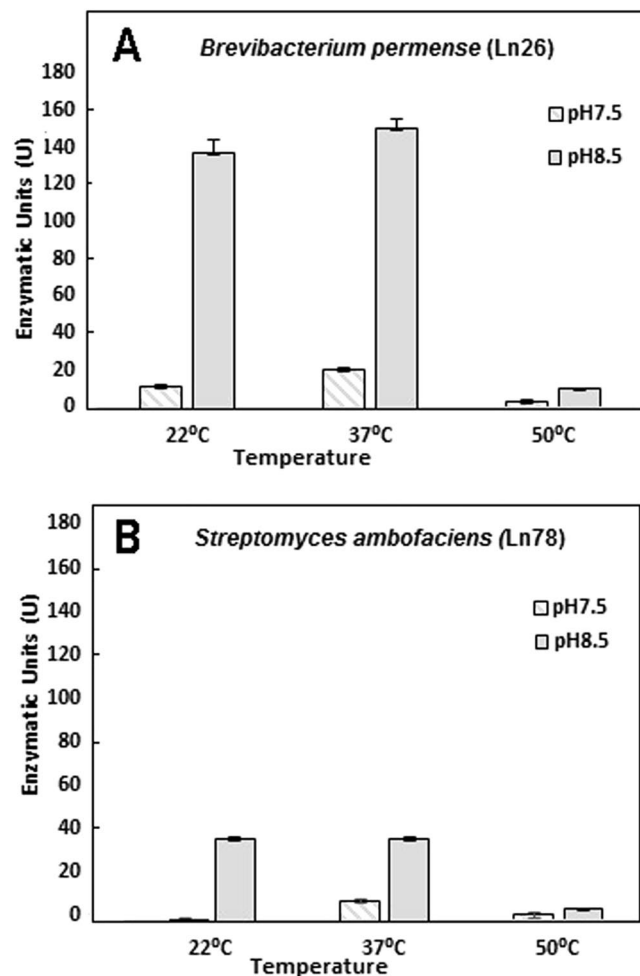 A
Brevibacterium permense (Ln26)
Enzymatic Units (U)
180
160
140
120
100
80
60
40
20
0
pH7.5
pH8.5
22⁰C
37⁰C
50⁰C
Temperature
B
Streptomyces ambofaciens (Ln78)
Enzymatic Units (U)
180
160
140
120
100
80
60
40
20
0
pH7.5
pH8.5
22⁰C
37⁰C
50⁰C
Temperature